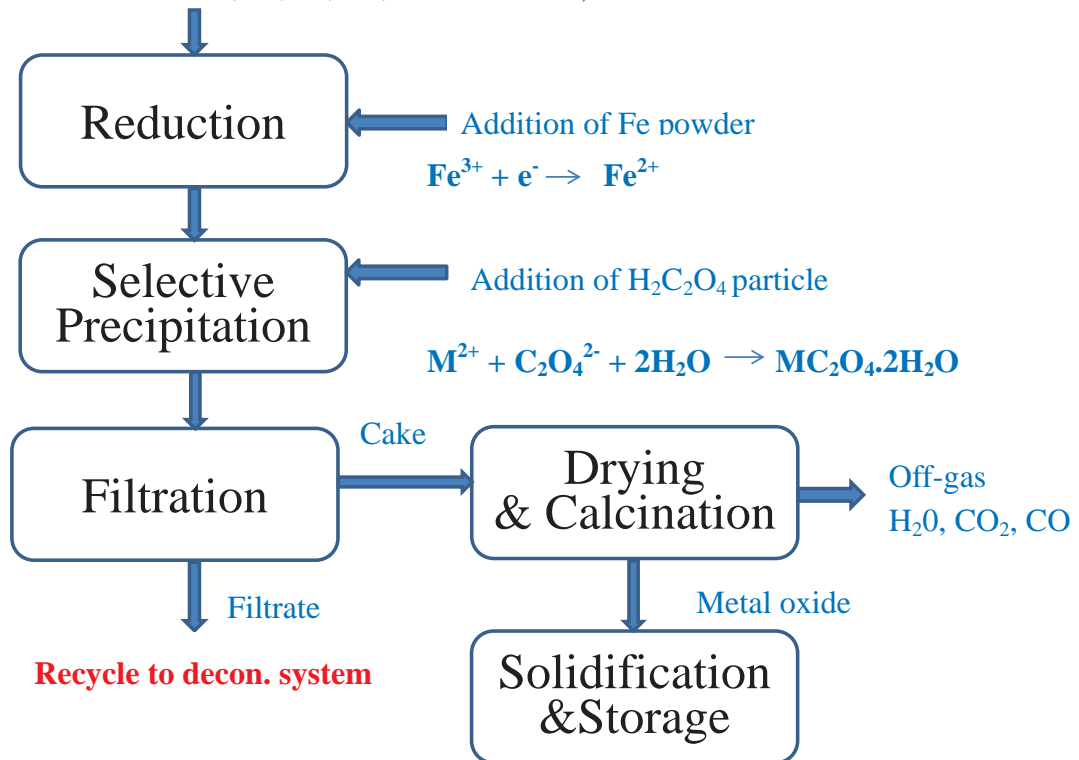 Reduction
Addition of Fe powder
Fe³⁺ + e⁻ → Fe²⁺
Selective
Precipitation
Addition of H₂C₂O₄ particle
M²⁺ + C₂O₄²⁻ + 2H₂O → MC₂O₄.2H₂O
Filtration
Cake
Drying
& Calcination
Off-gas
H₂0, CO₂, CO
Filtrate
Metal oxide
Recycle to decon. system
Solidification
&Storage